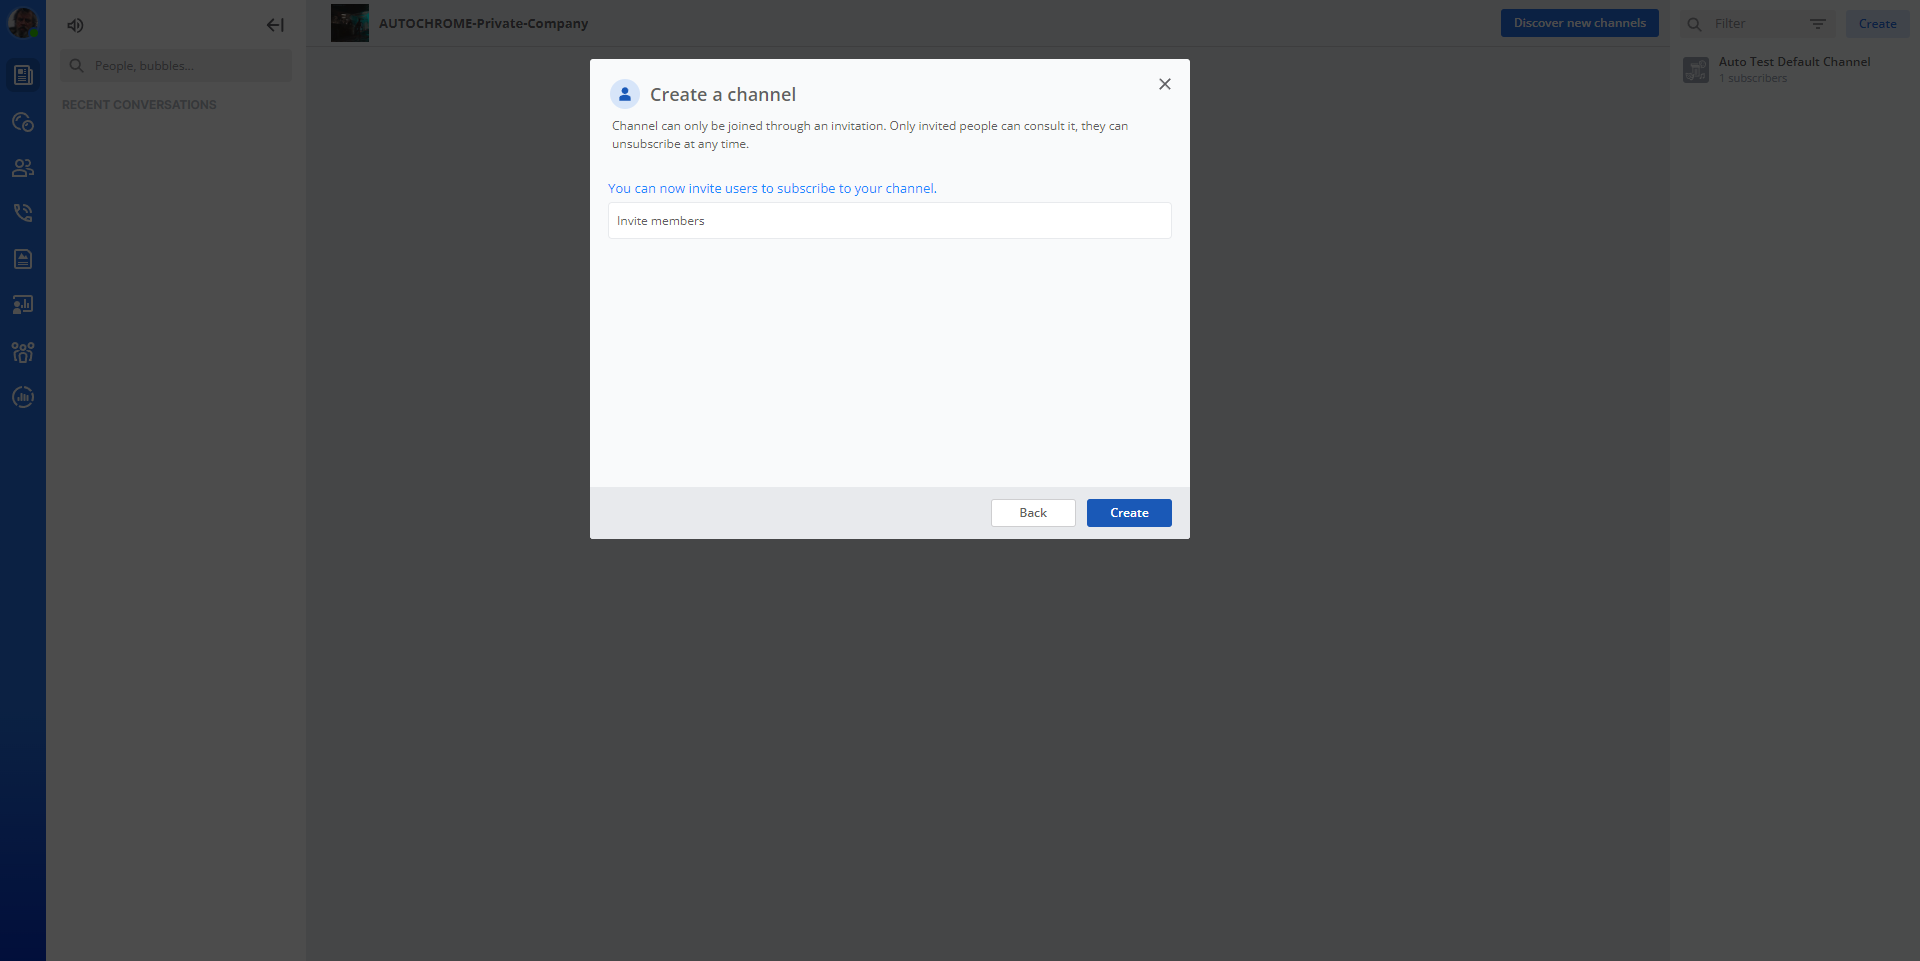 People, bubbles...
RECENT CONVERSATIONS
AUTOCHROME-Private-Company
Discover new channels
Filter
Create
Auto Test Default Channel
1 subscribers
Create a channel
Channel can only be joined through an invitation. Only invited people can consult it, they can
unsubscribe at any time.
You can now invite users to subscribe to your channel.
Invite members
Back
Create